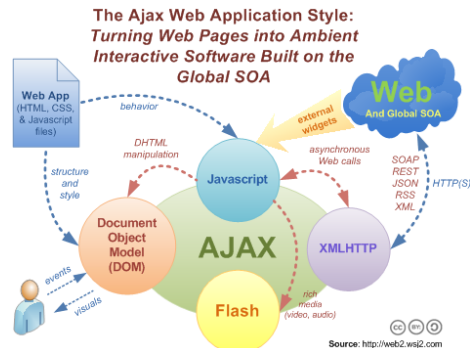 The Ajax Web Application Style:
Turning Web Pages into Ambient
Interactive Software Built on the
Global SOA
Web App
(HTML, CSS,
& Javascript
files)
behavior
external
widgets
Web
And Global SOA
DHTML
manipulation
asynchronous
Web calls
SOAP
REST
JSON
RSS
XML
HTTP(S)
structure
and
style
Javascript
Document
Object
Model
(DOM)
AJAX
XMLHTTP
events
visuals
Flash
rich
media
(video, audio)
cc
BY
Source: http://web2.wsj2.com